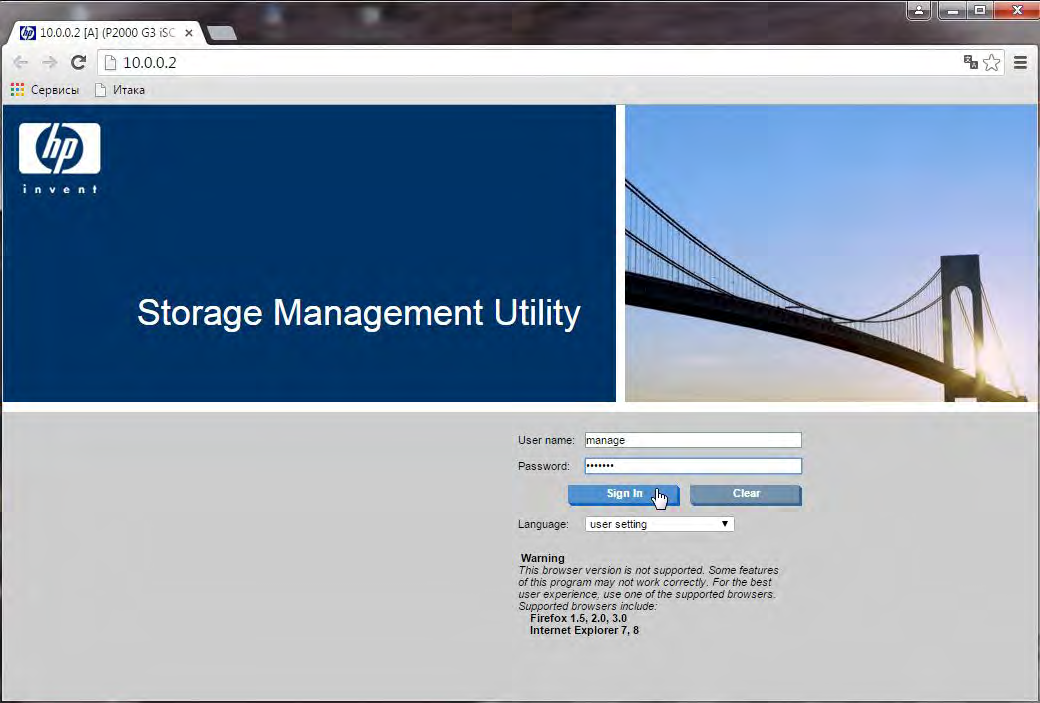 10.0.0.2 [A] (P2000 G3 iSC
10.0.0.2
Сервисы
Итака
hp
invent
Storage Management Utility
User name: manage
Password: •••••••
Sign In
Clear
Language: user setting
Warning
This browser version is not supported. Some features
of this program may not work correctly. For the best
user experience, use one of the supported browsers.
Supported browsers include:
Firefox 1.5, 2.0, 3.0
Internet Explorer 7, 8